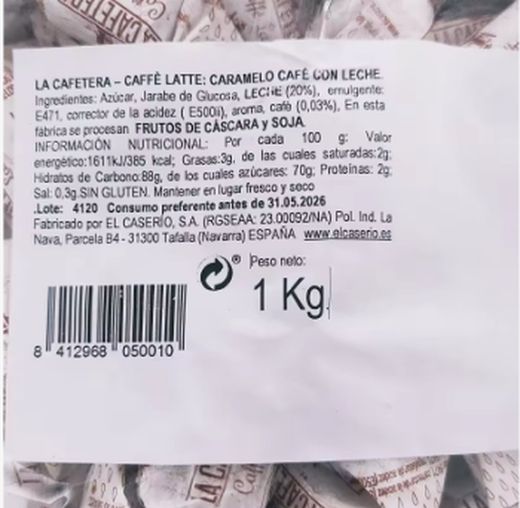 LA CAFETERA – CAFFÈ LATTE: CARAMELO CAFÉ CON LECHE.
Ingredientes: Azúcar, Jarabe de Glucosa, LECHE (20%), emulgente:
E471, corrector de la acidez ( E500ii), aroma, café (0,03%), En esta
fábrica se procesan FRUTOS DE CÁSCARA y SOJA.
INFORMACIÓN NUTRICIONAL: Por cada 100 g: Valor
energético:1611kJ/385 kcal; Grasas:3g, de las cuales saturadas:2g;
Hidratos de Carbono:88g, de los cuales azúcares: 70g; Proteínas: 2g;
Sal: 0,3g.SIN GLUTEN. Mantener en lugar fresco y seco
.Lote: 4120 Consumo preferente antes de 31.05.2026
Fabricado por EL CASERÍO, S.A. (RGSEAA: 23.00092/NA) Pol. Ind. La
Nava, Parcela B4 - 31300 Tafalla (Navarra) ESPAÑA www.elcaserio.es
® Peso neto:
1 Kg.
8 412968 050010